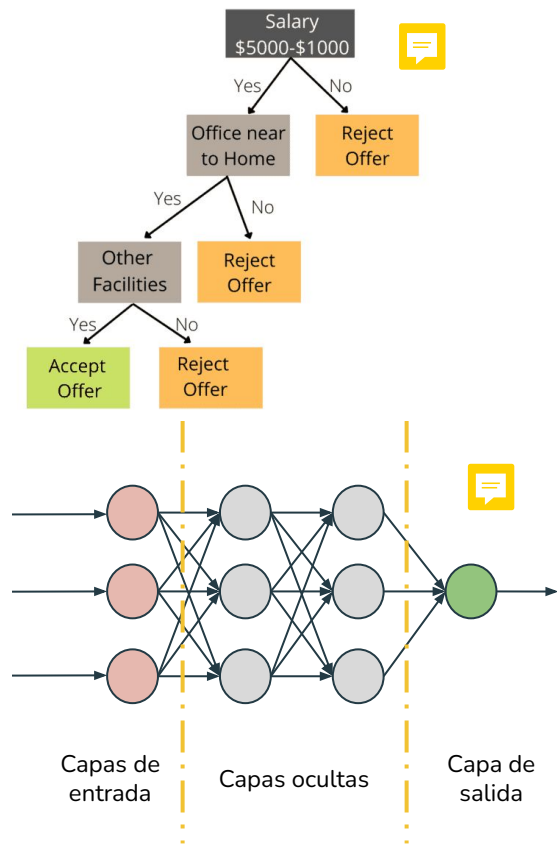 Salary
$5000-$1000
Yes
No
Office near
to Home
Reject
Offer
Yes
No
Other
Facilities
Reject
Offer
Yes
No
Accept
Offer
Reject
Offer
Capas de
entrada
Capas ocultas
Capa de
salida